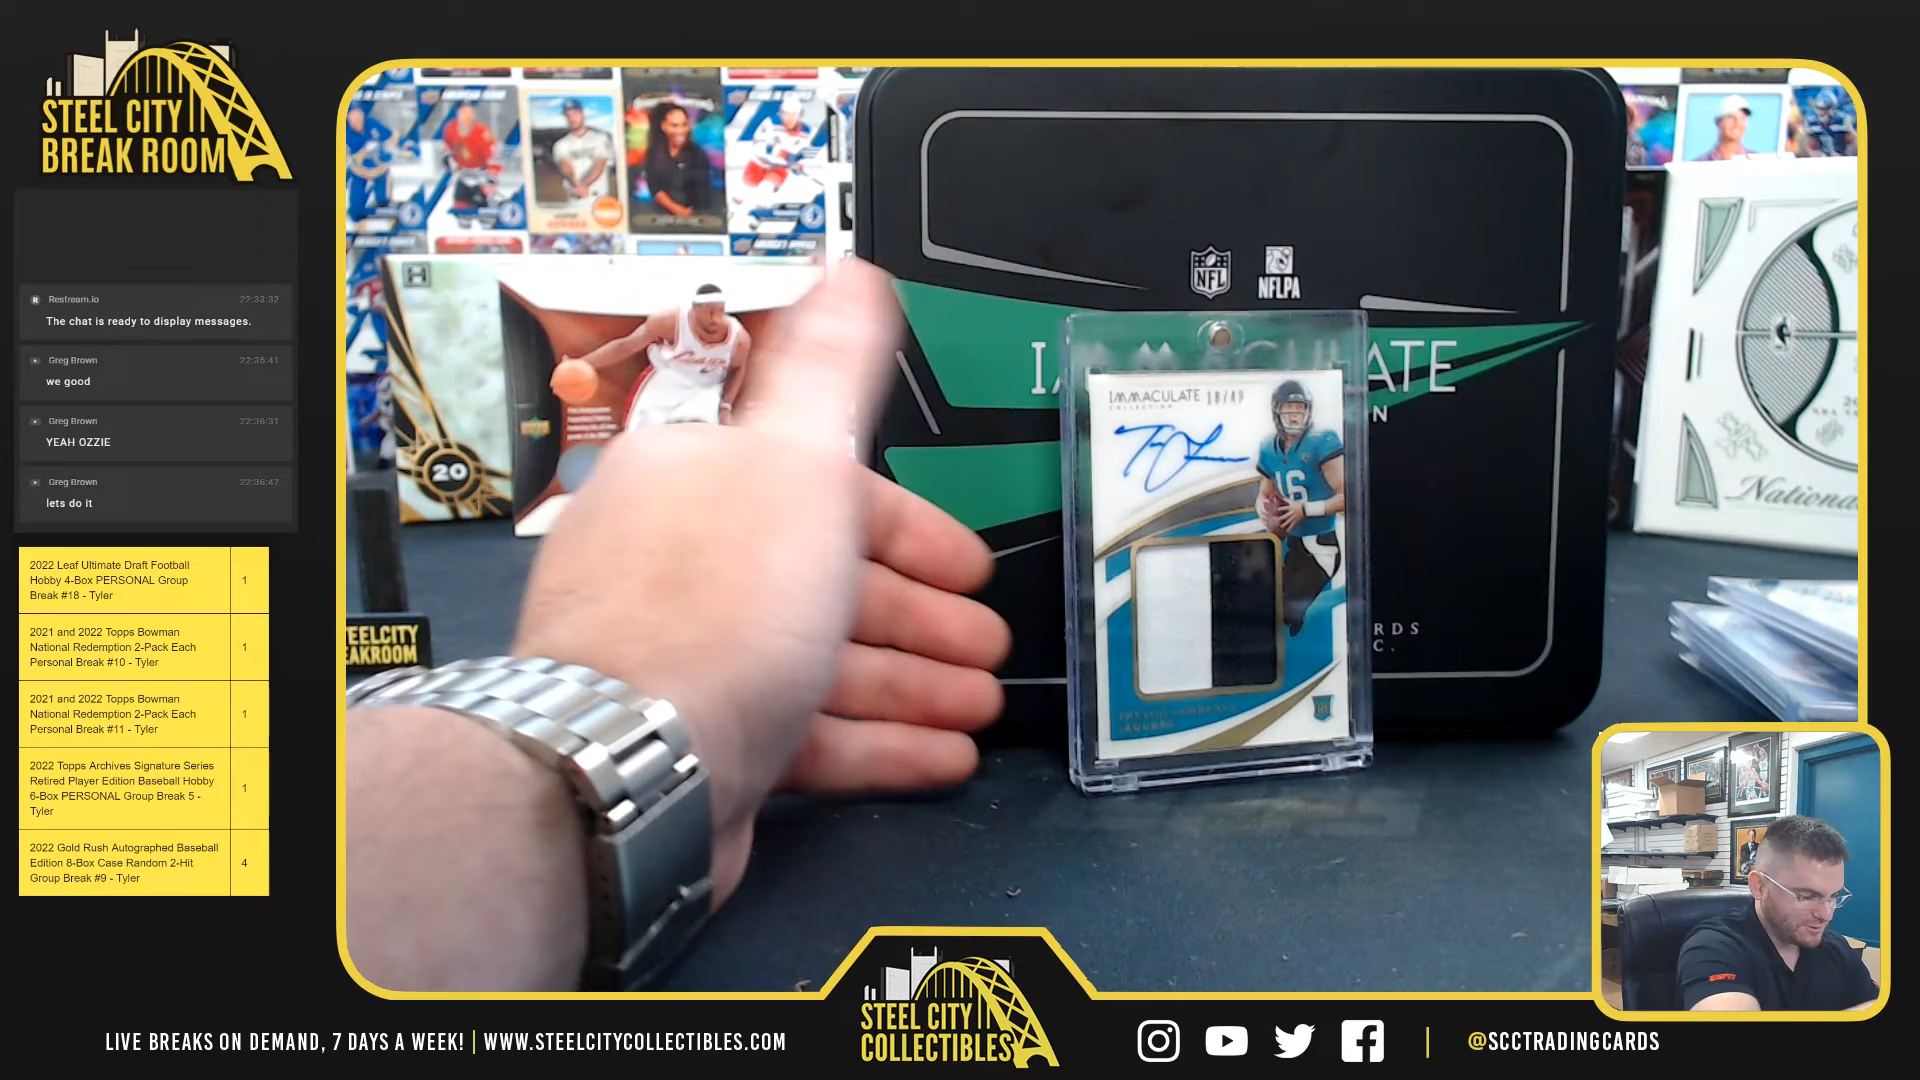 STEEL CITY
BREAK ROOM
Restream.io 22:33:32
The chat is ready to display messages.
Greg Brown 22:35:41
we good
Greg Brown 22:36:31
YEAH OZZIE
Greg Brown 22:36:47
lets do it
2022 Leaf Ultimate Draft Football
Hobby 4-Box PERSONAL Group
Break #18 - Tyler
1
2021 and 2022 Topps Bowman
National Redemption 2-Pack Each
Personal Break #10 - Tyler
1
2021 and 2022 Topps Bowman
National Redemption 2-Pack Each
Personal Break #11 - Tyler
1
2022 Topps Archives Signature Series
Retired Player Edition Baseball Hobby
6-Box PERSONAL Group Break 5 -
Tyler
1
2022 Gold Rush Autographed Baseball
Edition 8-Box Case Random 2-Hit
Group Break #9 - Tyler
4
20
NFL
NFLPA
IMMACULATE
COLLECTION
16
National
STEEL CITY
COLLECTIBLES
LIVE BREAKS ON DEMAND, 7 DAYS A WEEK! | WWW.STEELCITYCOLLECTIBLES.COM
| @SCCTRADINGCARDS